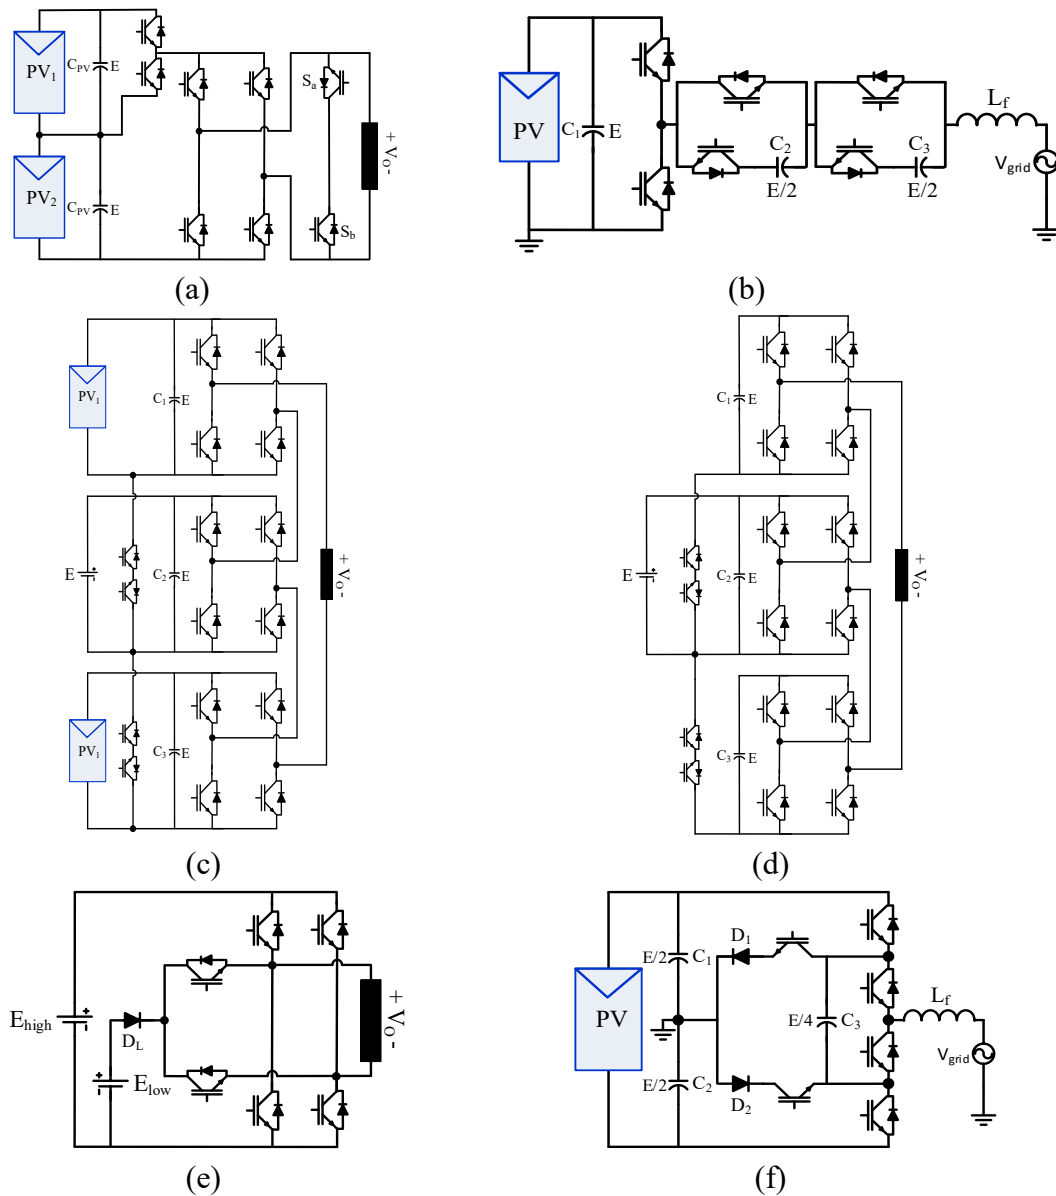 PV1
CPV
E
Sa
+ Vo -
PV2
CPV
E
Sb
(a)
PV
C1
E
C2
E/2
C3
E/2
Lf
Vgrid
(b)
PV1
C1
E
E
C2
E
+ Vo -
PV1
C3
E
(c)
C1
E
E
C2
E
+ Vo -
C3
E
(d)
Ehigh
DL
Elow
+ Vo -
(e)
PV
E/2
C1
D1
E/4
C3
E/2
C2
D2
Lf
Vgrid
(f)